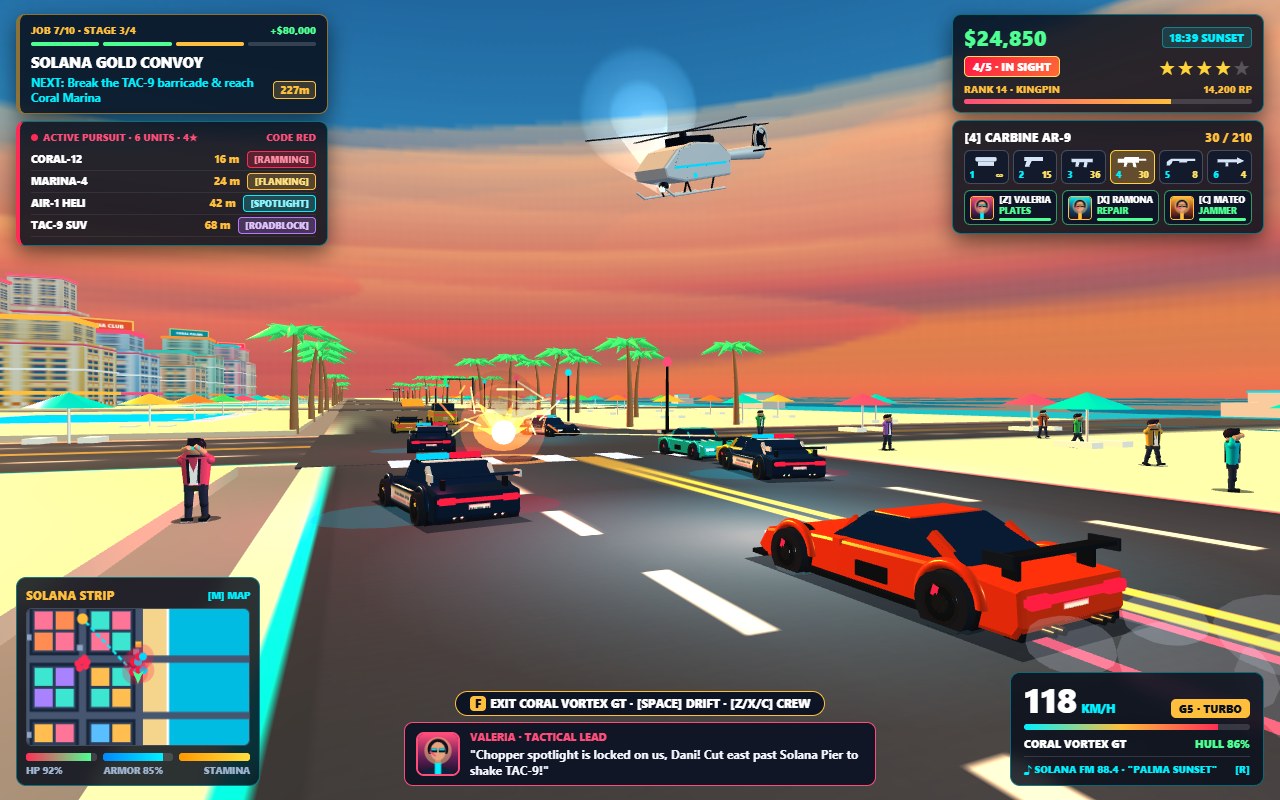 JOB 7/10 · STAGE 3/4 +$80,000
SOLANA GOLD CONVOY
NEXT: Break the TAC-9 barricade & reach
Coral Marina
227m
ACTIVE PURSUIT · 6 UNITS · 4★ CODE RED
CORAL-12 16 m [RAMMING]
MARINA-4 24 m [FLANKING]
AIR-1 HELI 42 m [SPOTLIGHT]
TAC-9 SUV 68 m [ROADBLOCK]
$24,850 18:39 SUNSET
4/5 · IN SIGHT ★★★★★
RANK 14 · KINGPIN 14,200 RP
[4] CARBINE AR-9 30 / 210
1 ∞ 2 15 3 36 4 30 5 8 6 4
[Z] VALERIA
PLATES
[X] RAMONA
REPAIR
[C] MATEO
JAMMER
SOLANA STRIP [M] MAP
HP 92% ARMOR 85% STAMINA
F EXIT CORAL VORTEX GT · [SPACE] DRIFT · [Z/X/C] CREW
VALERIA · TACTICAL LEAD
"Chopper spotlight is locked on us, Dani! Cut east past Solana Pier to
shake TAC-9!"
118 KM/H G5 · TURBO
CORAL VORTEX GT HULL 86%
♪ SOLANA FM 88.4 · "PALMA SUNSET" [R]